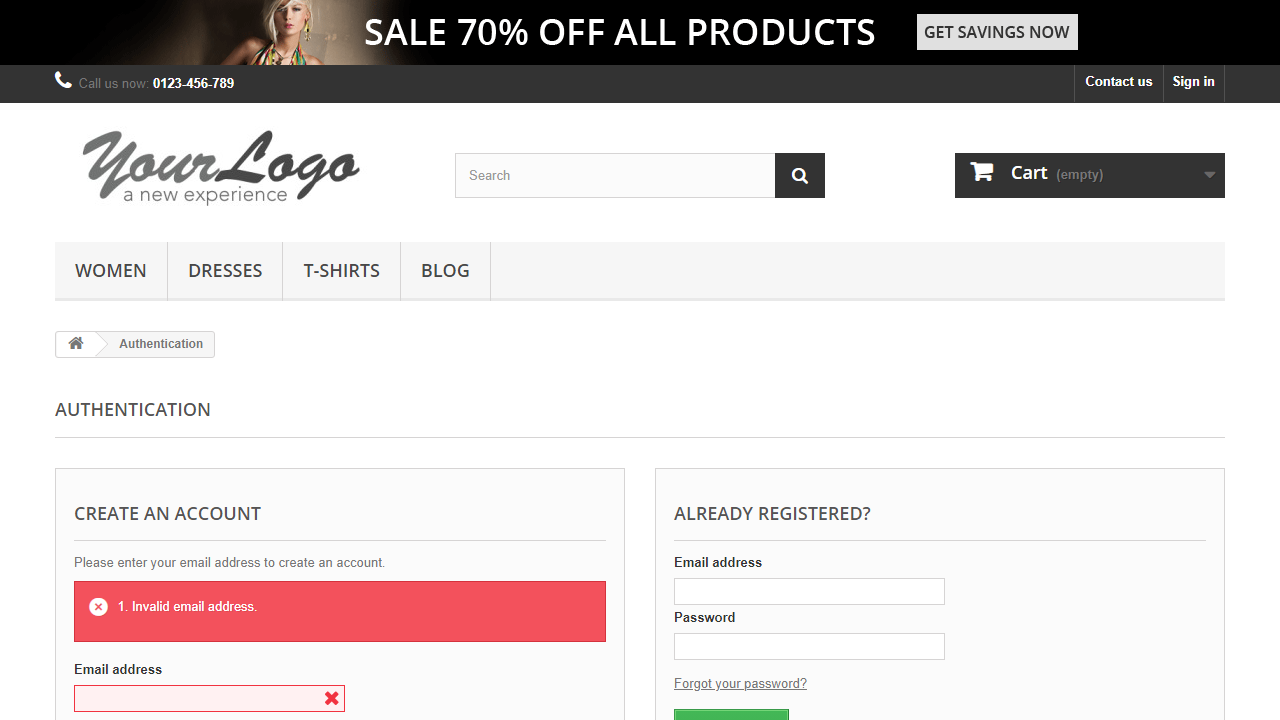 SALE 70% OFF ALL PRODUCTS
GET SAVINGS NOW
Call us now: 0123-456-789
Contact us
Sign in
YourLogo
a new experience
Search
Cart (empty)
WOMEN
DRESSES
T-SHIRTS
BLOG
Authentication
AUTHENTICATION
CREATE AN ACCOUNT
Please enter your email address to create an account.
1. Invalid email address.
Email address
ALREADY REGISTERED?
Email address
Password
Forgot your password?